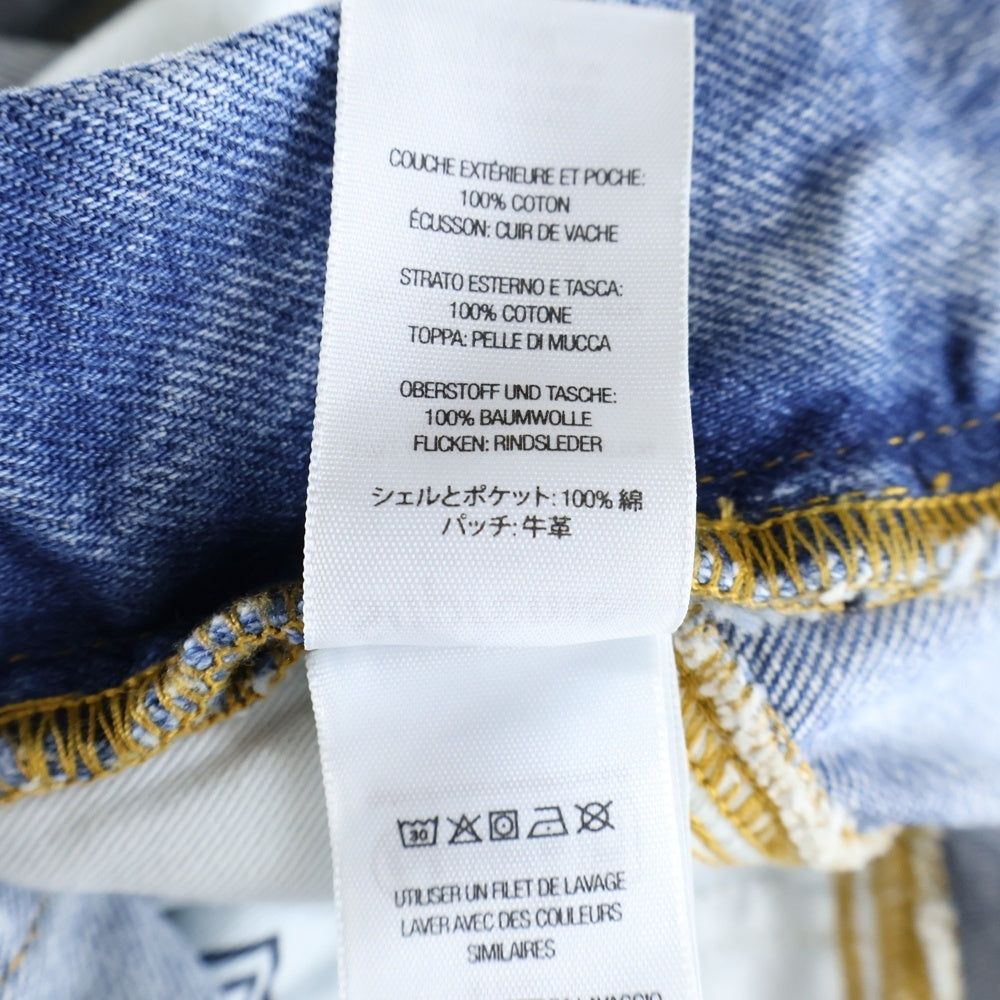 COUCHE EXTÉRIEURE ET POCHE:
100% COTON
ÉCUSSON: CUIR DE VACHE
STRATO ESTERNO E TASCA:
100% COTONE
TOPPA: PELLE DI MUCCA
OBERSTOFF UND TASCHE:
100% BAUMWOLLE
FLICKEN: RINDSLEDER
シェルとポケット: 100% 綿
パッチ: 牛革
30
UTILISER UN FILET DE LAVAGE
LAVER AVEC DES COULEURS
SIMILAIRES